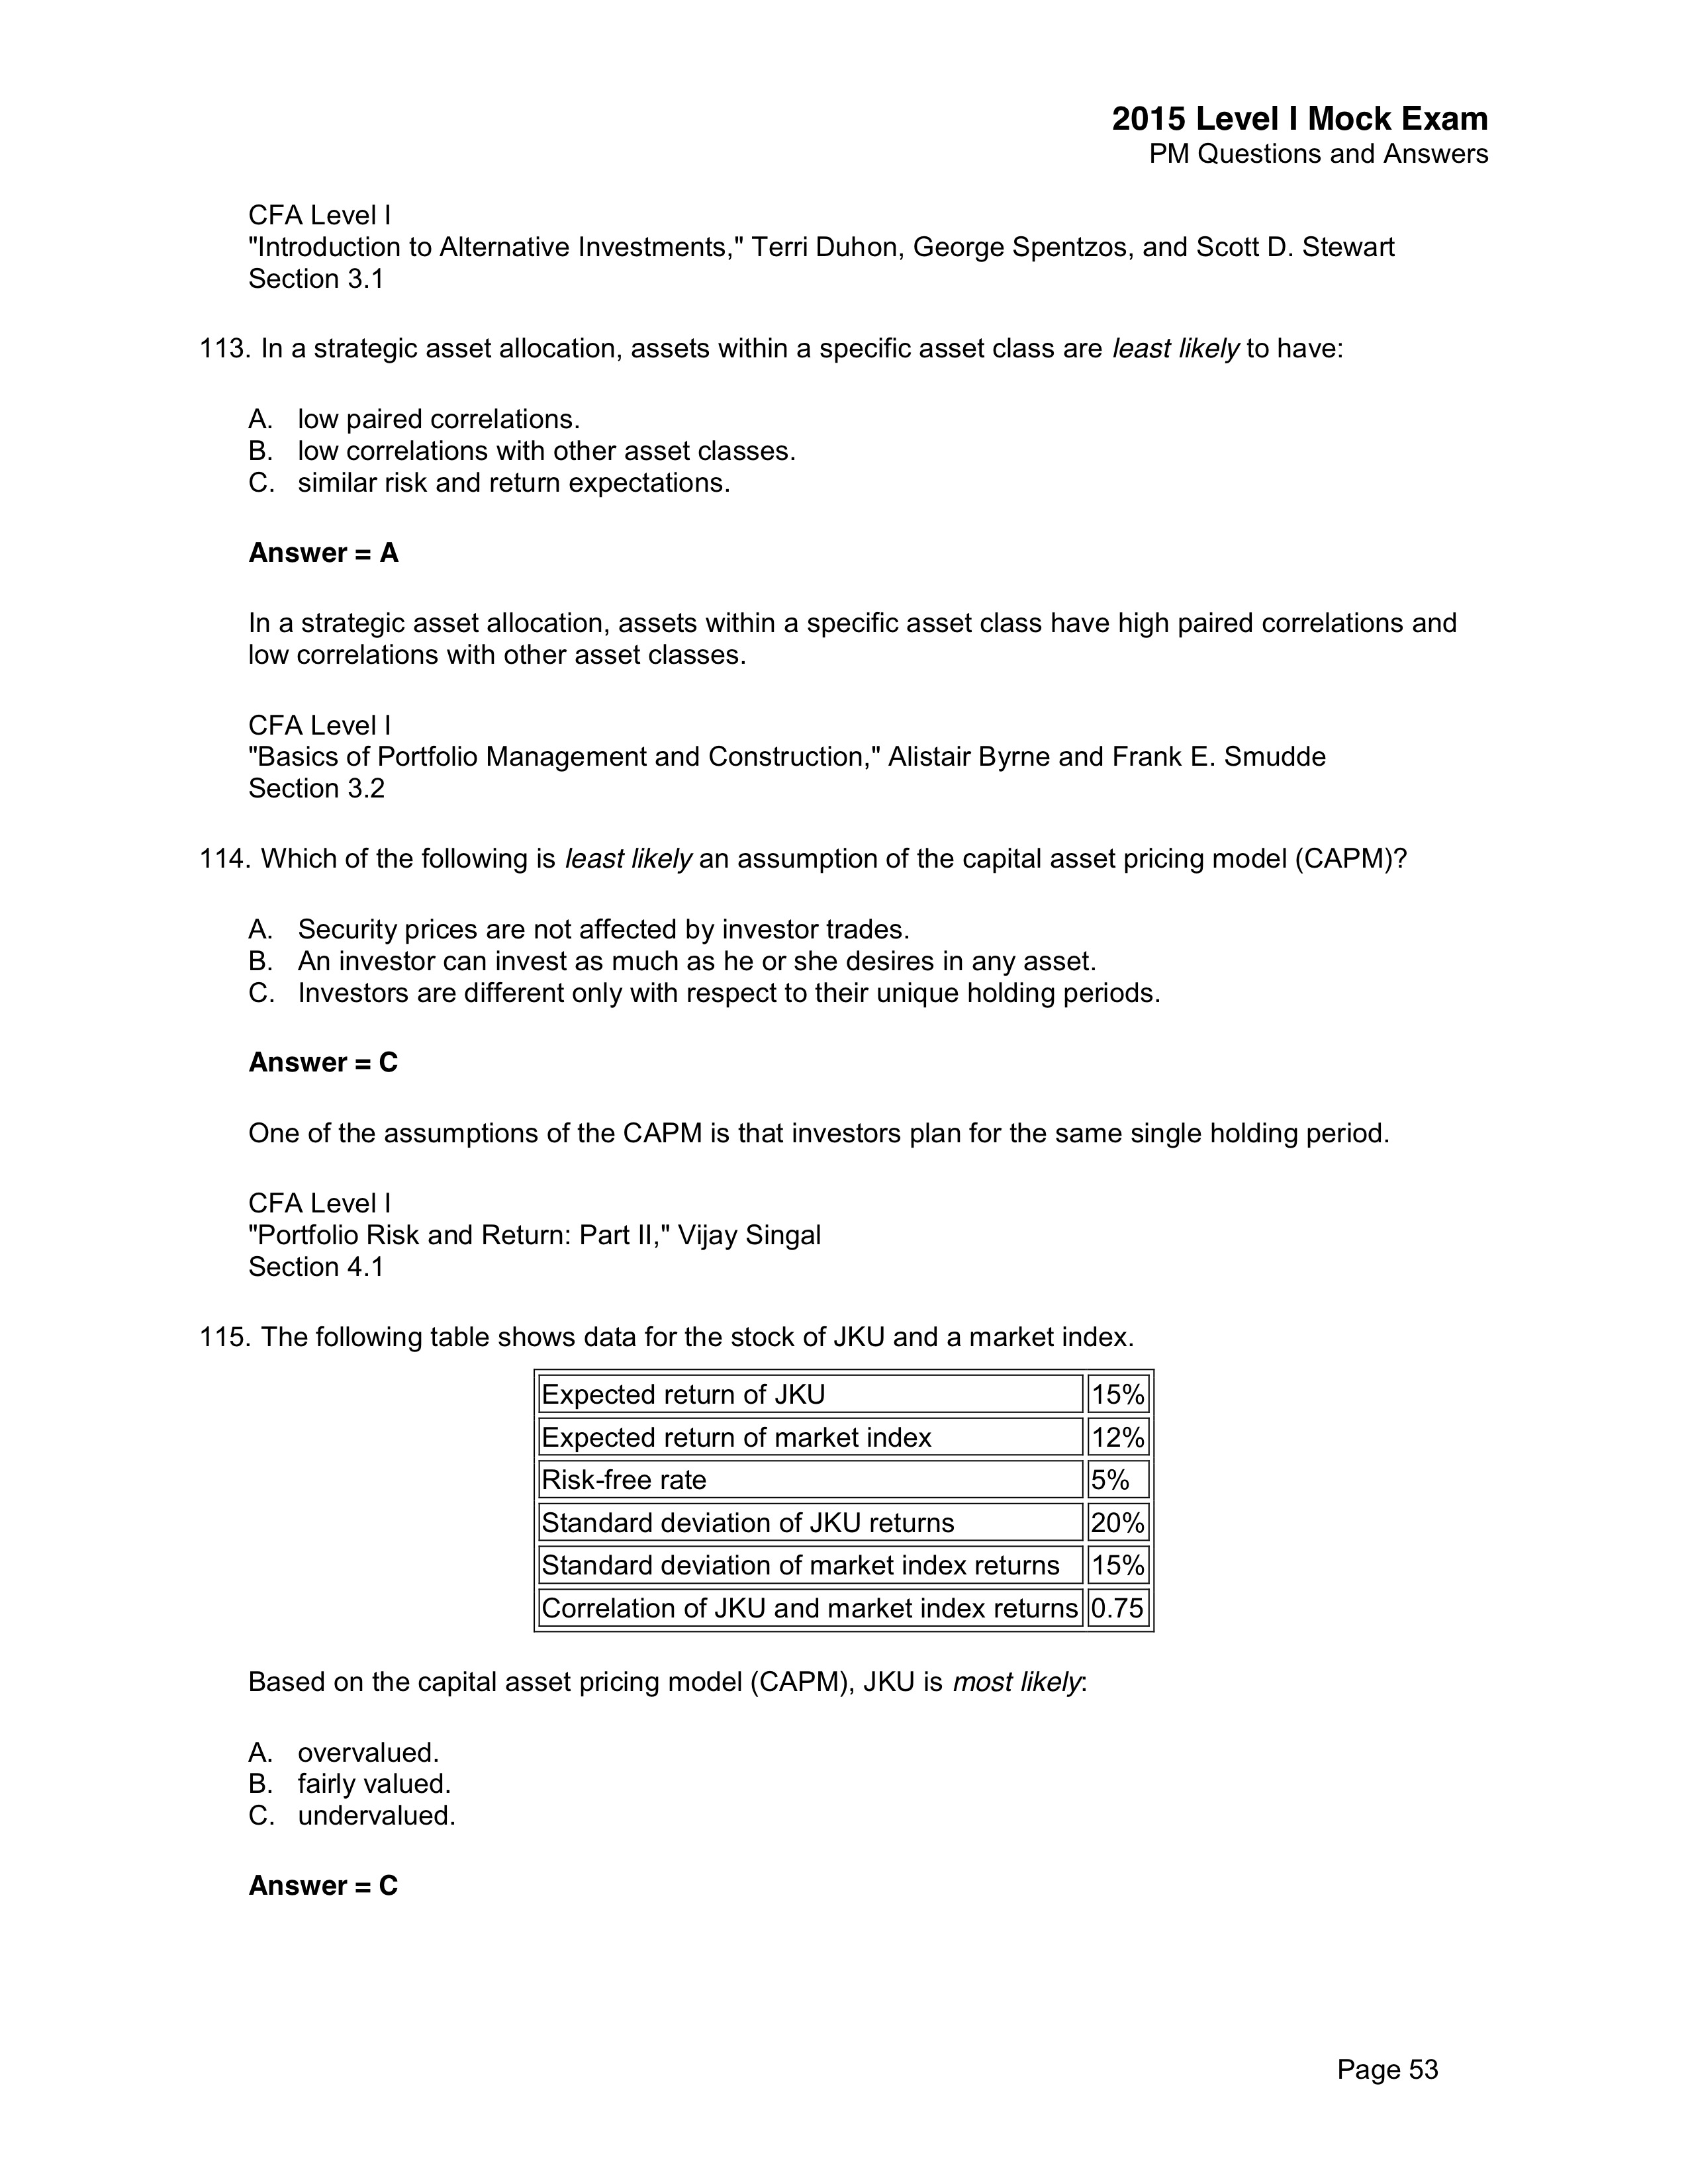 2015 Level I Mock Exam
PM Questions and Answers
CFA Level I
"Introduction to Alternative Investments," Terri Duhon, George Spentzos, and Scott D. Stewart
Section 3.1
113. In a strategic asset allocation, assets within a specific asset class are least likely to have:
A. low paired correlations.
B. low correlations with other asset classes.
C. similar risk and return expectations.
Answer = A
In a strategic asset allocation, assets within a specific asset class have high paired correlations and
low correlations with other asset classes.
CFA Level I
"Basics of Portfolio Management and Construction," Alistair Byrne and Frank E. Smudde
Section 3.2
114. Which of the following is least likely an assumption of the capital asset pricing model (CAPM)?
A. Security prices are not affected by investor trades.
B. An investor can invest as much as he or she desires in any asset.
C. Investors are different only with respect to their unique holding periods.
Answer = C
One of the assumptions of the CAPM is that investors plan for the same single holding period.
CFA Level I
"Portfolio Risk and Return: Part II," Vijay Singal
Section 4.1
115. The following table shows data for the stock of JKU and a market index.
Expected return of JKU 15%
Expected return of market index 12%
Risk-free rate 5%
Standard deviation of JKU returns 20%
Standard deviation of market index returns 15%
Correlation of JKU and market index returns 0.75
Based on the capital asset pricing model (CAPM), JKU is most likely:
A. overvalued.
B. fairly valued.
C. undervalued.
Answer = C
Page 53